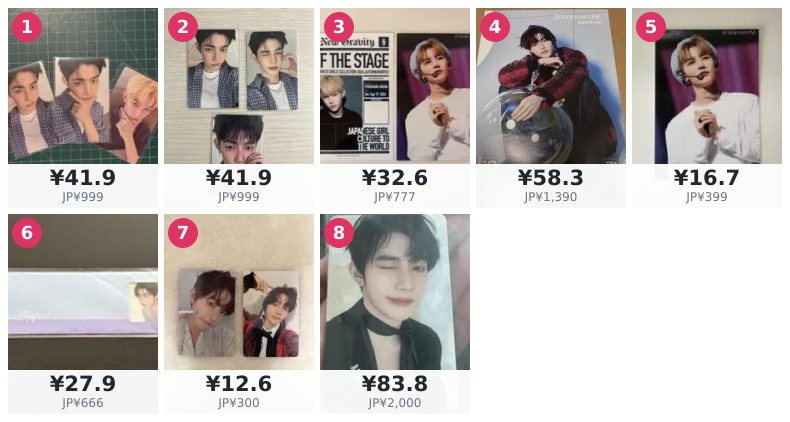 1
¥41.9
JP¥999
2
¥41.9
JP¥999
3
New Gravity
F THE STAGE
JAPANESE GIRL
CULTURE TO
THE WORLD
¥32.6
JP¥777
4
¥58.3
JP¥1,390
5
¥16.7
JP¥399
6
¥27.9
JP¥666
7
¥12.6
JP¥300
8
¥83.8
JP¥2,000